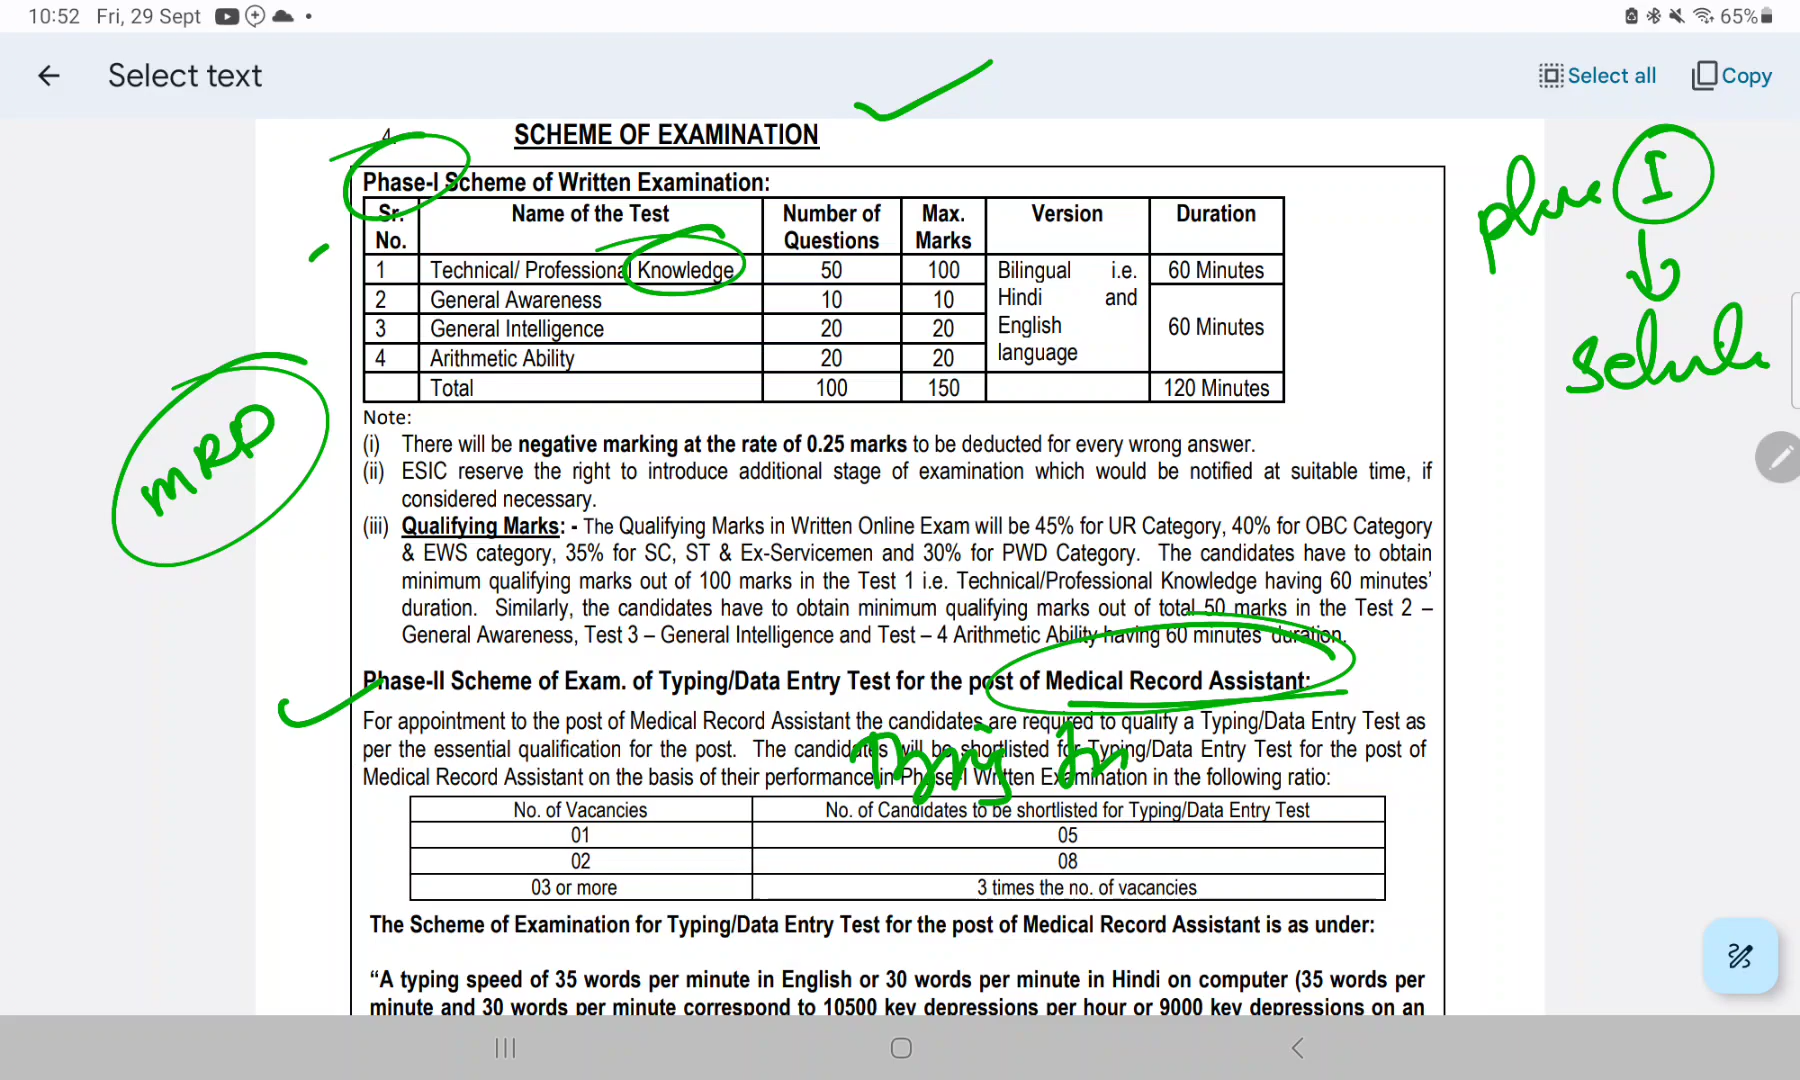 10:52 Fri, 29 Sept 65%
Select text Select all Copy
4. SCHEME OF EXAMINATION
Phase-I Scheme of Written Examination:
Sr. No. Name of the Test Number of Questions Max. Marks Version Duration
1 Technical/ Professional Knowledge 50 100 Bilingual i.e. Hindi and English language 60 Minutes
2 General Awareness 10 10 60 Minutes
3 General Intelligence 20 20
4 Arithmetic Ability 20 20
Total 100 150 120 Minutes
Note:
(i) There will be negative marking at the rate of 0.25 marks to be deducted for every wrong answer.
(ii) ESIC reserve the right to introduce additional stage of examination which would be notified at suitable time, if
considered necessary.
(iii) Qualifying Marks: - The Qualifying Marks in Written Online Exam will be 45% for UR Category, 40% for OBC Category
& EWS category, 35% for SC, ST & Ex-Servicemen and 30% for PWD Category. The candidates have to obtain
minimum qualifying marks out of 100 marks in the Test 1 i.e. Technical/Professional Knowledge having 60 minutes'
duration. Similarly, the candidates have to obtain minimum qualifying marks out of total 50 marks in the Test 2 –
General Awareness, Test 3 – General Intelligence and Test – 4 Arithmetic Ability having 60 minutes' duration.
Phase-II Scheme of Exam. of Typing/Data Entry Test for the post of Medical Record Assistant:
For appointment to the post of Medical Record Assistant the candidates are required to qualify a Typing/Data Entry Test as
per the essential qualification for the post. The candidates will be shortlisted for Typing/Data Entry Test for the post of
Medical Record Assistant on the basis of their performance in Phase-I Written Examination in the following ratio:
No. of Vacancies No. of Candidates to be shortlisted for Typing/Data Entry Test
01 05
02 08
03 or more 3 times the no. of vacancies
The Scheme of Examination for Typing/Data Entry Test for the post of Medical Record Assistant is as under:
“A typing speed of 35 words per minute in English or 30 words per minute in Hindi on computer (35 words per
minute and 30 words per minute correspond to 10500 key depressions per hour or 9000 key depressions on an
I